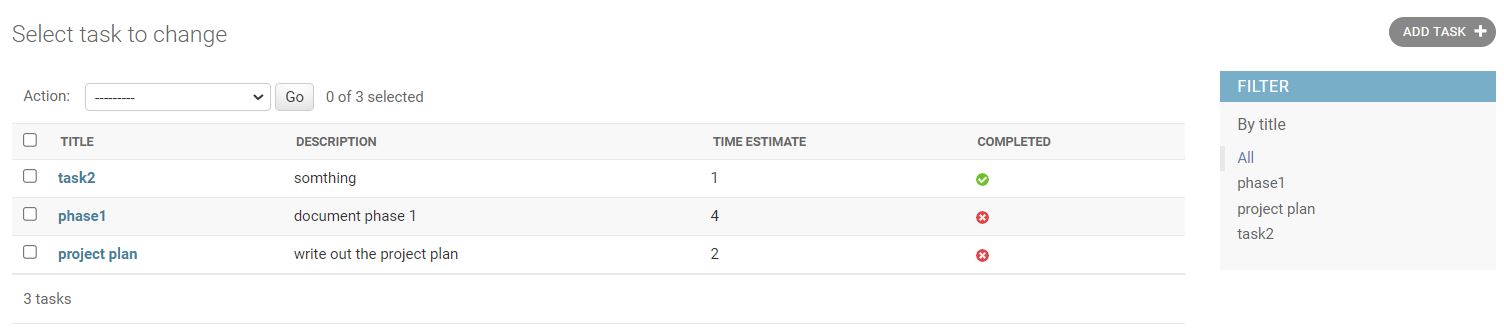 Select task to change
ADD TASK +
Action: --------- Go 0 of 3 selected
TITLE DESCRIPTION TIME ESTIMATE COMPLETED
task2 somthing 1
phase1 document phase 1 4
project plan write out the project plan 2
3 tasks
FILTER
By title
All
phase1
project plan
task2